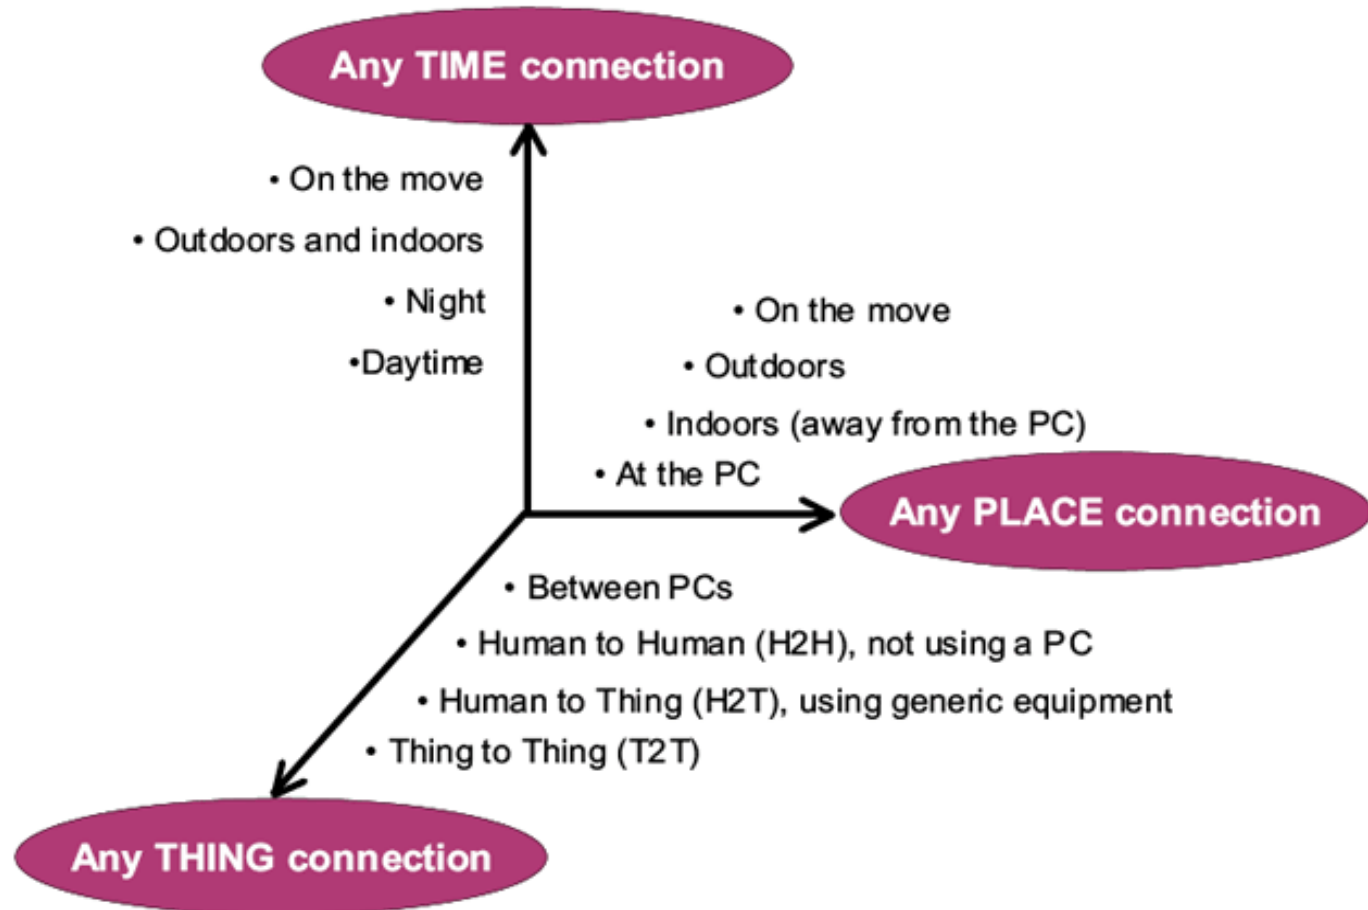 Any TIME connection
• On the move
• Outdoors and indoors
• Night
•Daytime
• On the move
• Outdoors
• Indoors (away from the PC)
• At the PC
Any PLACE connection
• Between PCs
• Human to Human (H2H), not using a PC
• Human to Thing (H2T), using generic equipment
• Thing to Thing (T2T)
Any THING connection